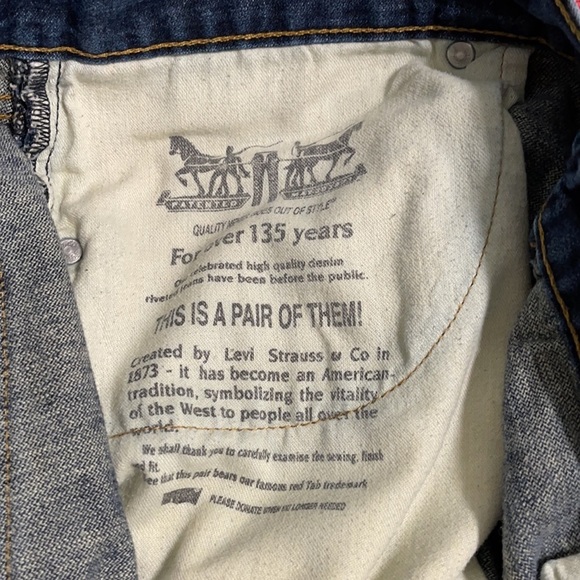 PATENTED
QUALITY NEVER GOES OUT OF STYLE
For over 135 years
Our celebrated high quality denim
riveted jeans have been before the public.
THIS IS A PAIR OF THEM!
Created by Levi Strauss & Co in
1873 - it has become an American-
tradition, symbolizing the vitality
of the West to people all over the
world.
We shall thank you to carefully examine the sewing, finish
and fit.
See that this pair bears our famous red Tab trademark
PLEASE DONATE WHEN NO LONGER NEEDED